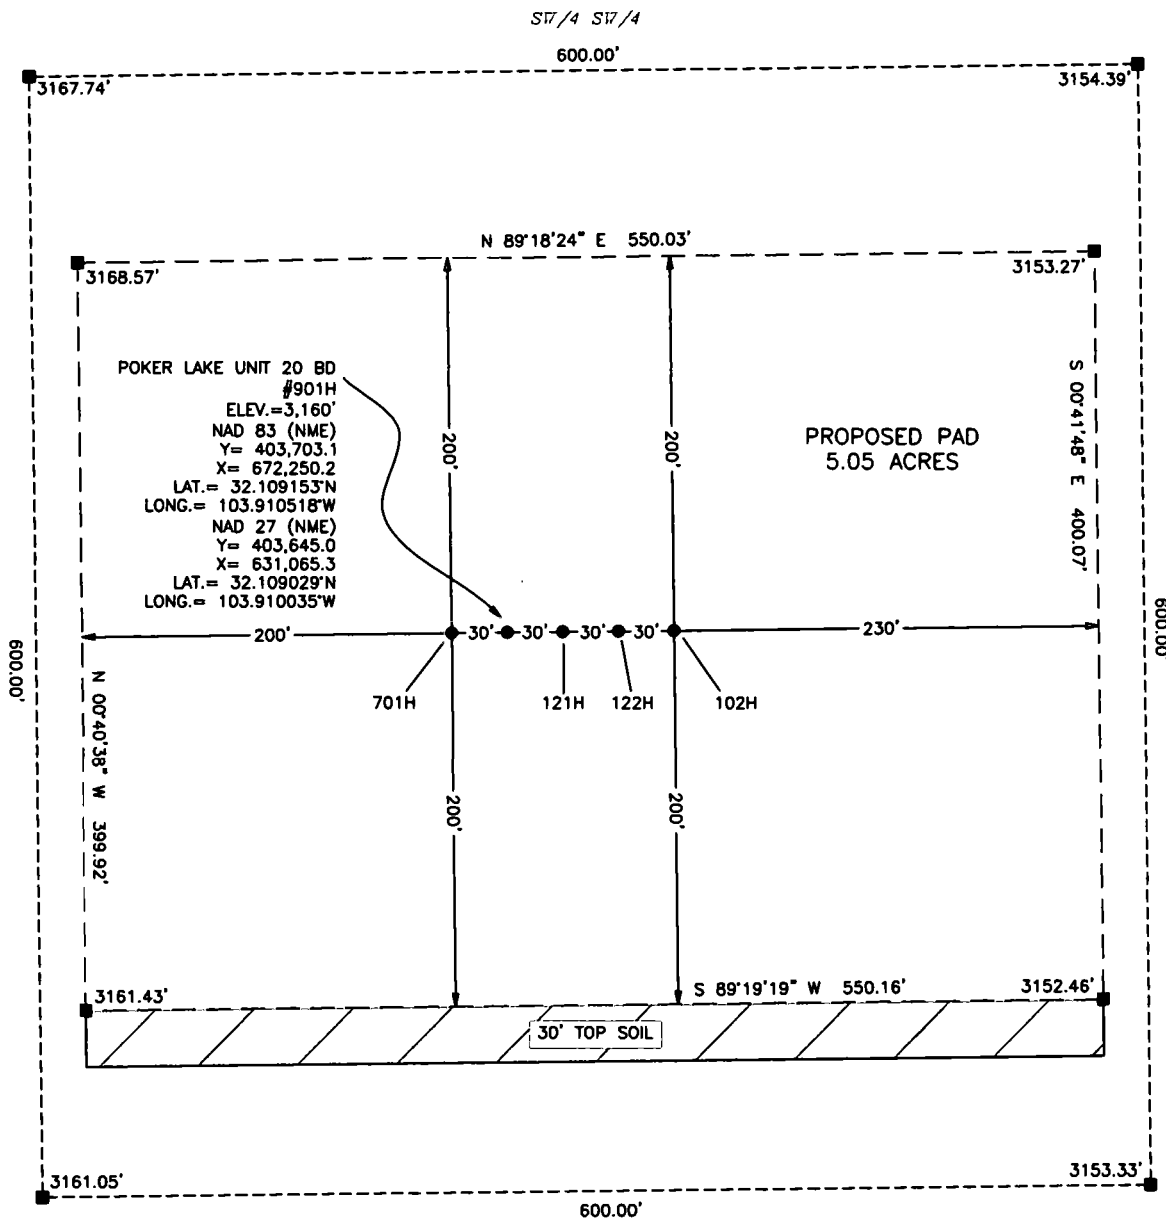 SW/4 SW/4
600.00'
3167.74'
3154.39'
N 89°18'24" E 550.03'
3168.57'
3153.27'
POKER LAKE UNIT 20 BD
#901H
ELEV.=3,160'
NAD 83 (NME)
Y= 403,703.1
X= 672,250.2
LAT.= 32.109153°N
LONG.= 103.910518°W
NAD 27 (NME)
Y= 403,645.0
X= 631,065.3
LAT.= 32.109029°N
LONG.= 103.910035°W
200'
200'
PROPOSED PAD
5.05 ACRES
S 00°41'48" E 400.07'
200'
30'
30'
30'
30'
230'
600.00'
600.00'
701H
121H
122H
102H
N 00°40'38" W 399.92'
200'
200'
S 89°19'19" W 550.16'
3161.43'
3152.46'
30' TOP SOIL
3161.05'
3153.33'
600.00'